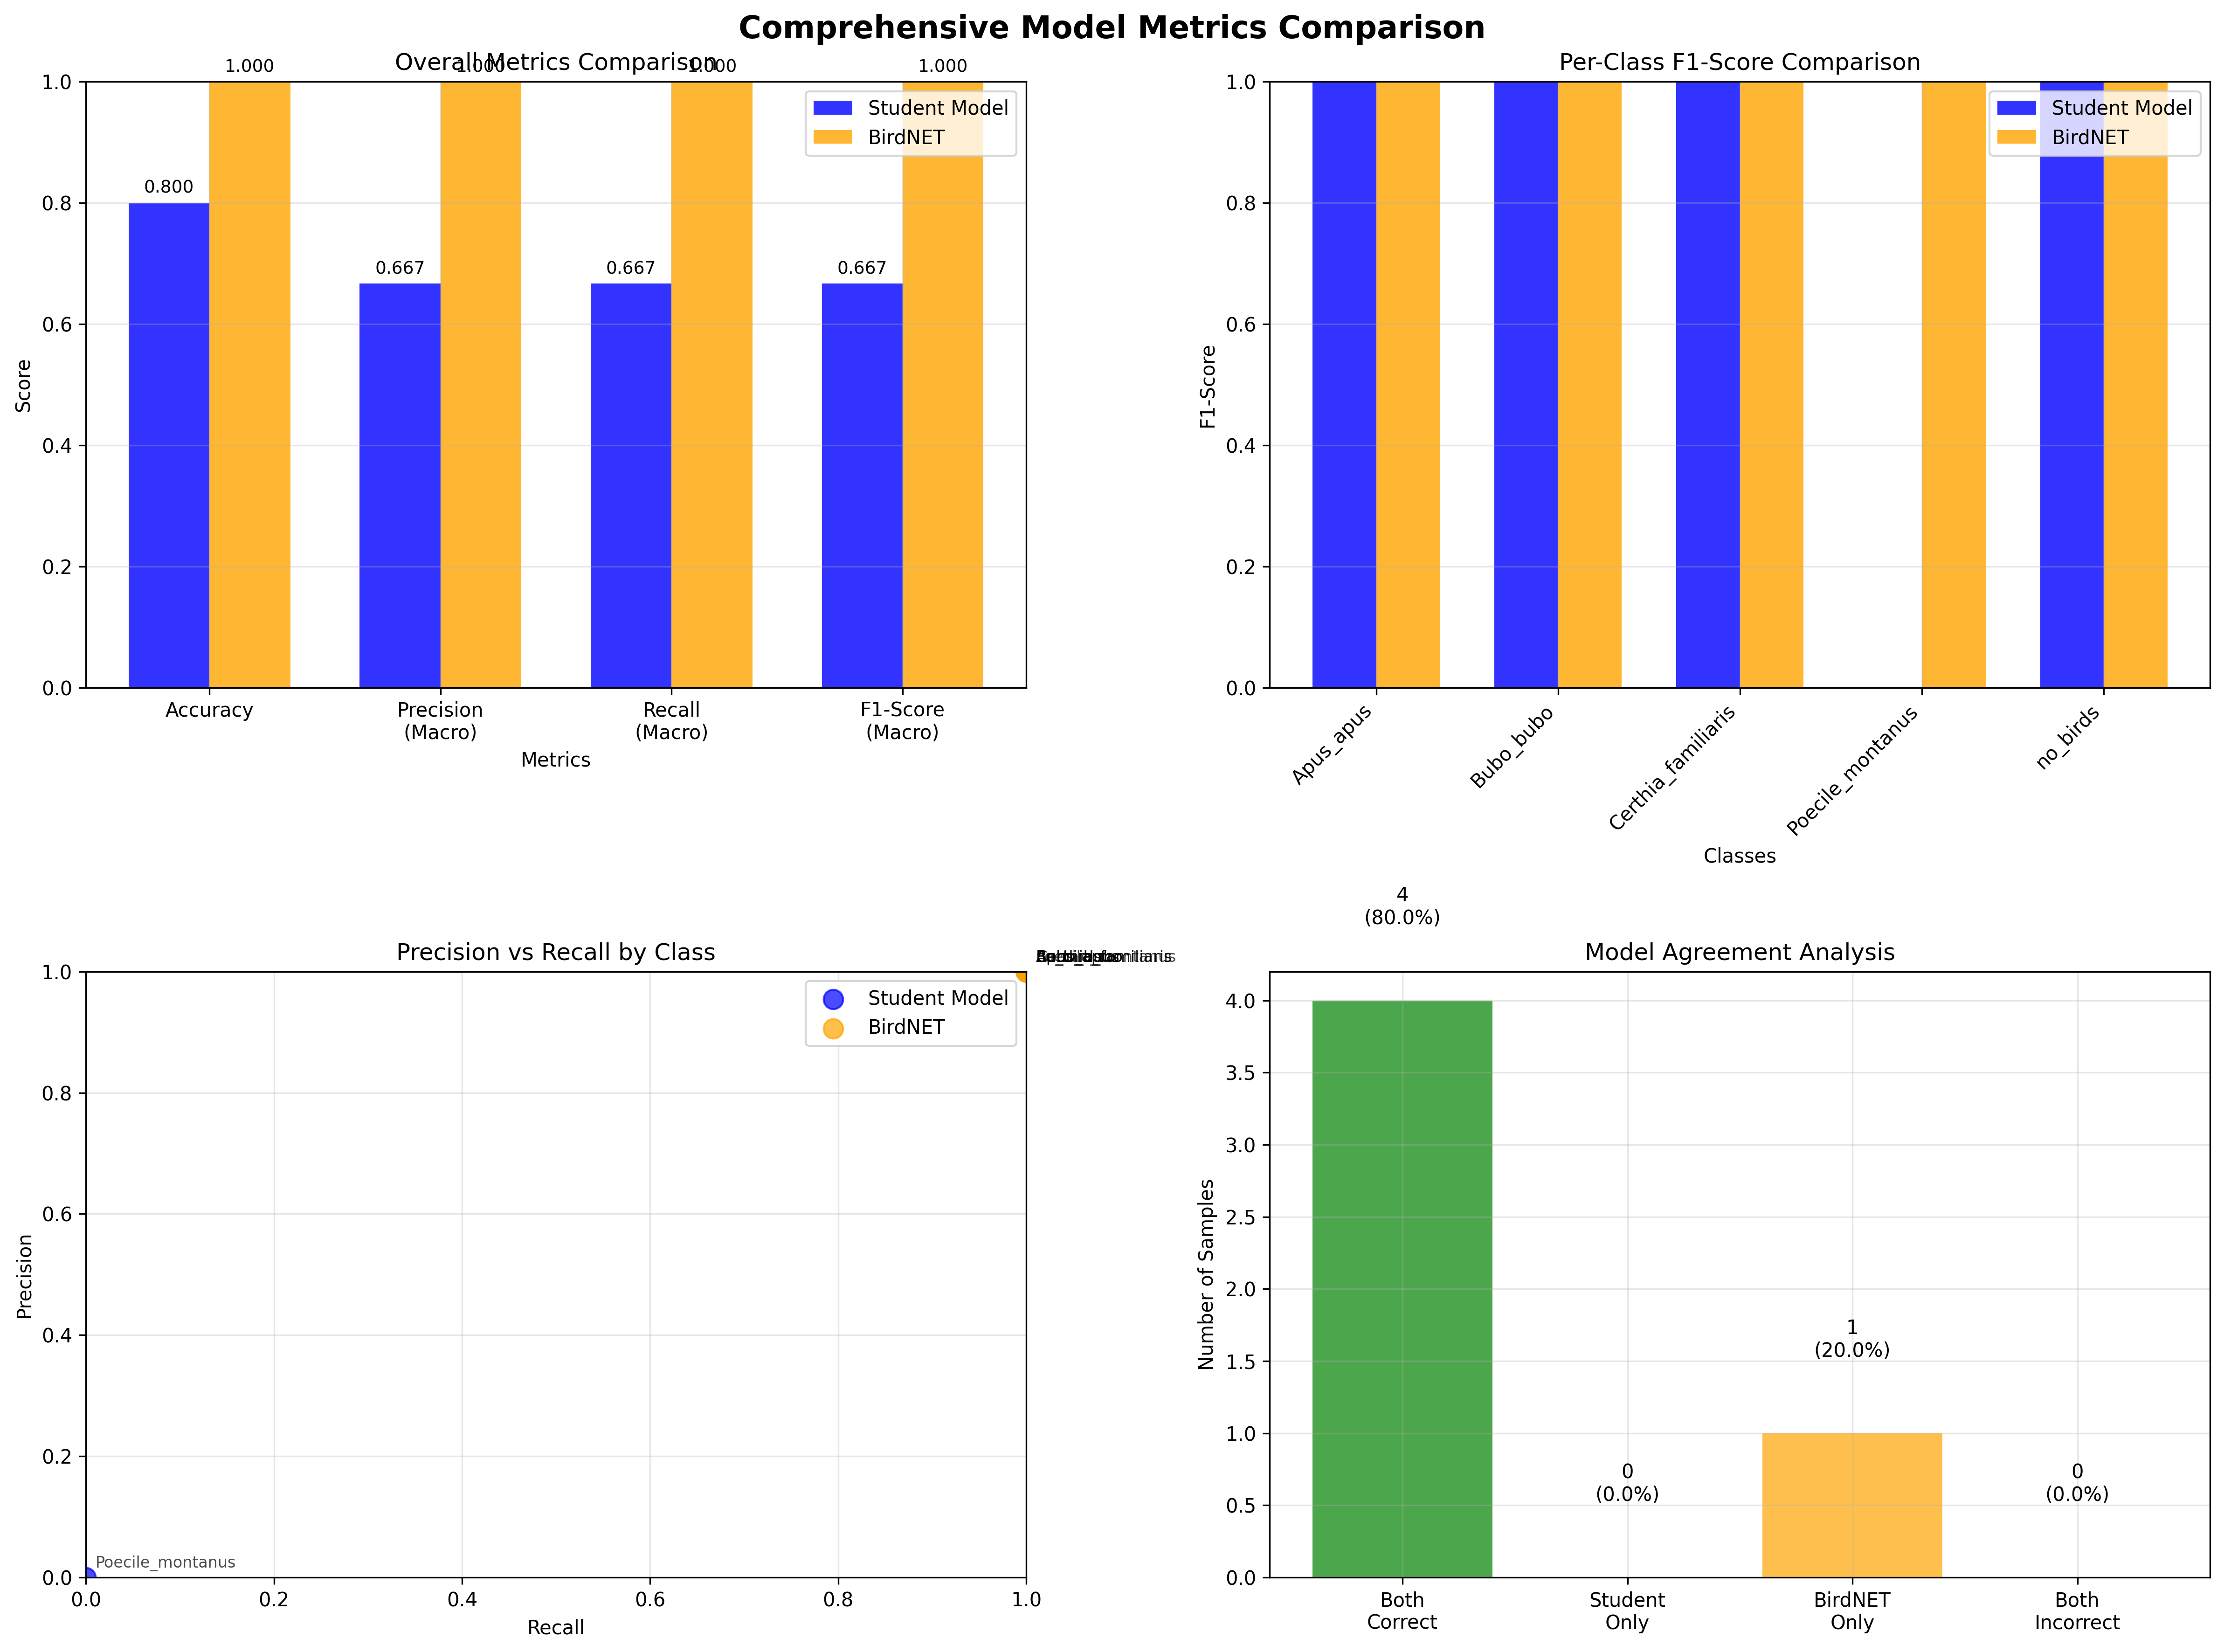 Comprehensive Model Metrics Comparison
Overall Metrics Comparison
1.000
1.000
1.000
1.000
1.0
0.8
0.6
0.4
0.2
0.0
Score
Student Model
BirdNET
0.800
0.667
0.667
0.667
Accuracy
Precision
(Macro)
Recall
(Macro)
F1-Score
(Macro)
Metrics
Per-Class F1-Score Comparison
1.0
0.8
0.6
0.4
0.2
0.0
F1-Score
Student Model
BirdNET
Apus_apus
Bubo_bubo
Certhia_familiaris
Poecile_montanus
no_birds
Classes
Precision vs Recall by Class
1.0
0.8
0.6
0.4
0.2
0.0
Precision
Student Model
BirdNET
Poecile_montanus
0.0
0.2
0.4
0.6
0.8
1.0
Recall
4
(80.0%)
Model Agreement Analysis
4.0
3.5
3.0
2.5
2.0
1.5
1.0
0.5
0.0
Number of Samples
0
(0.0%)
1
(20.0%)
0
(0.0%)
Both
Correct
Student
Only
BirdNET
Only
Both
Incorrect